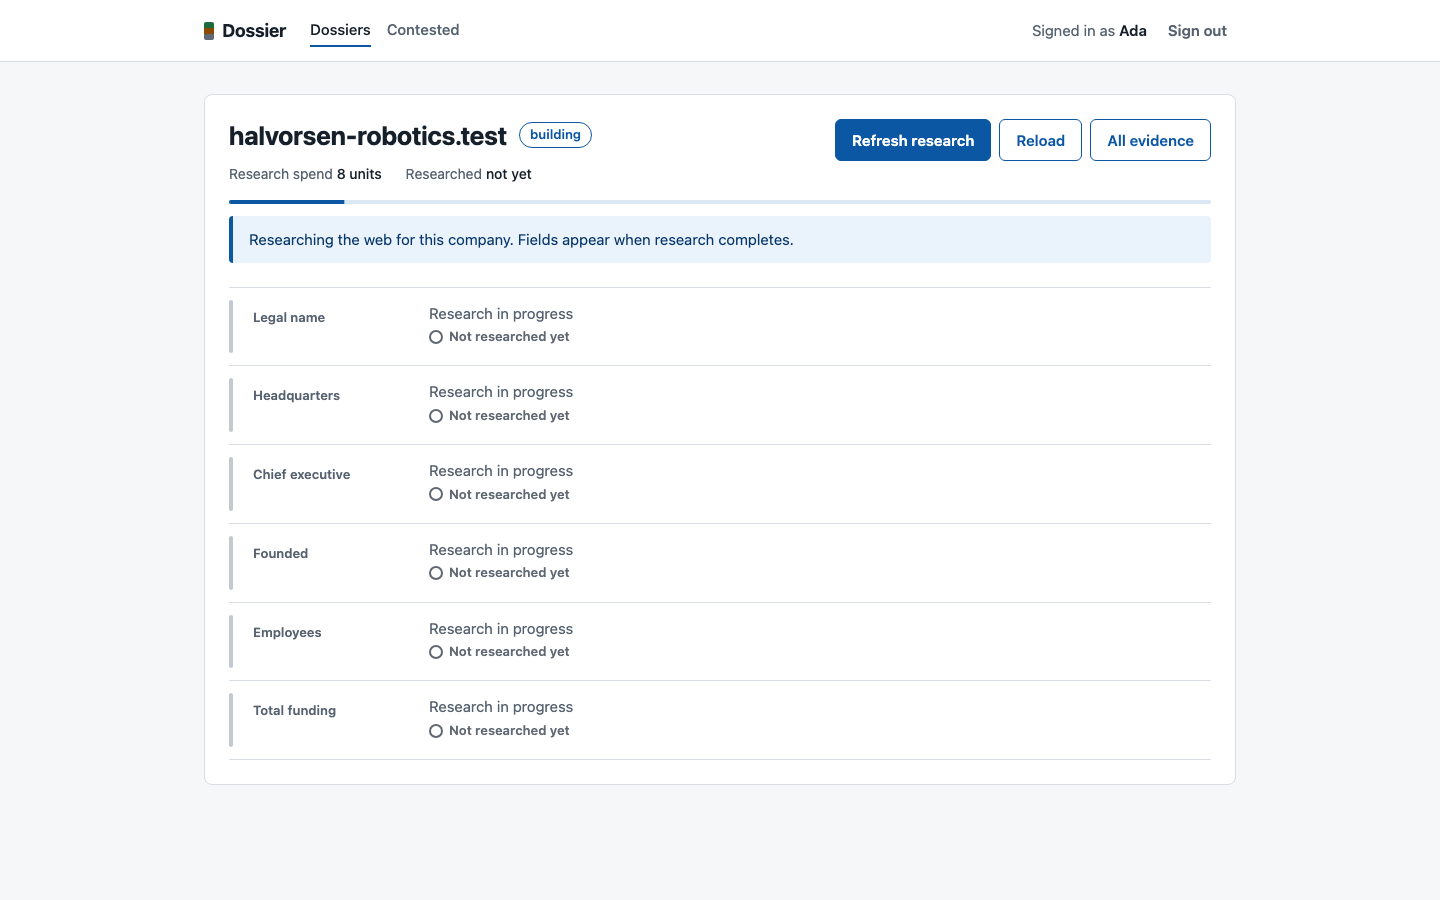 Dossier
Dossiers
Contested
Signed in as Ada
Sign out
halvorsen-robotics.test
building
Refresh research
Reload
All evidence
Research spend 8 units
Researched not yet
Researching the web for this company. Fields appear when research completes.
Legal name
Research in progress
Not researched yet
Headquarters
Research in progress
Not researched yet
Chief executive
Research in progress
Not researched yet
Founded
Research in progress
Not researched yet
Employees
Research in progress
Not researched yet
Total funding
Research in progress
Not researched yet